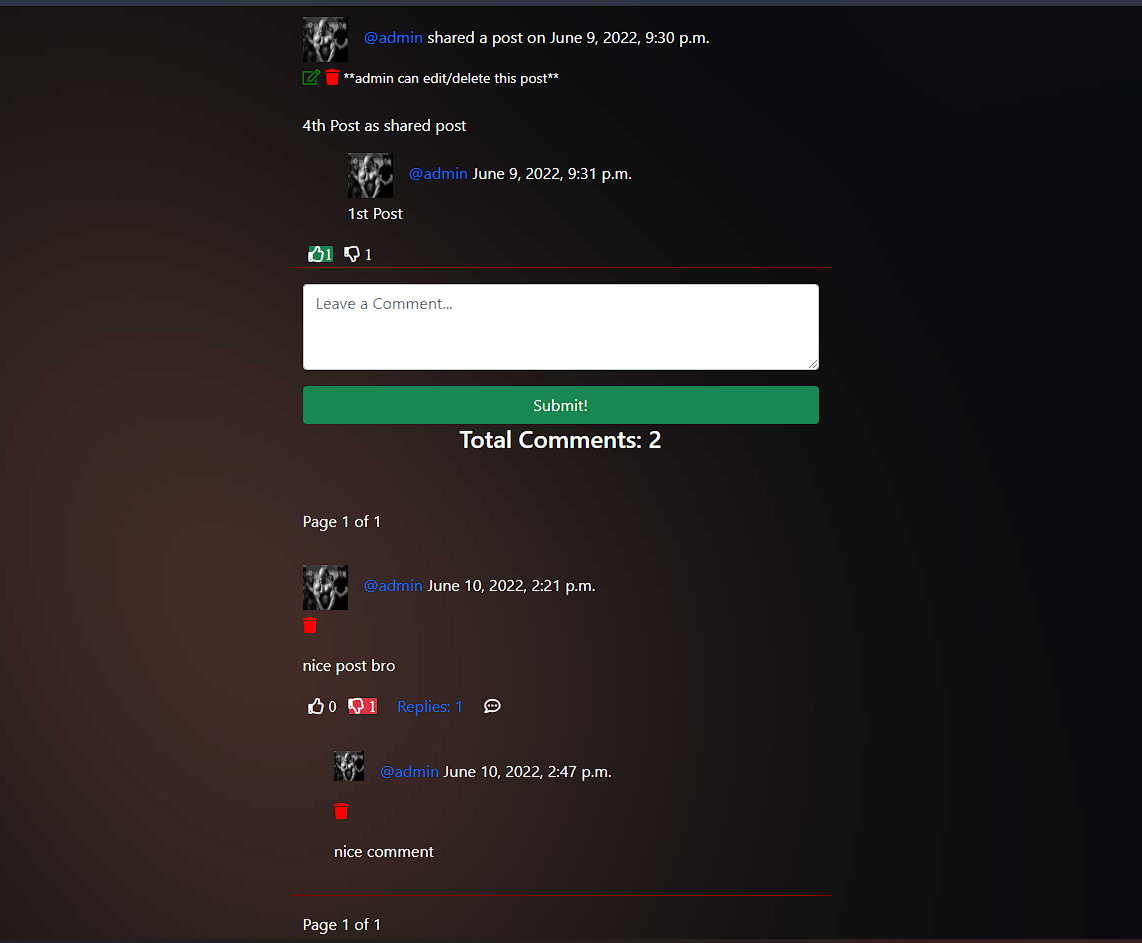 @admin shared a post on June 9, 2022, 9:30 p.m.
**admin can edit/delete this post**
4th Post as shared post
@admin June 9, 2022, 9:31 p.m.
1st Post
1 1
Leave a Comment...
Submit!
Total Comments: 2
Page 1 of 1
@admin June 10, 2022, 2:21 p.m.
nice post bro
0 1 Replies: 1
@admin June 10, 2022, 2:47 p.m.
nice comment
Page 1 of 1